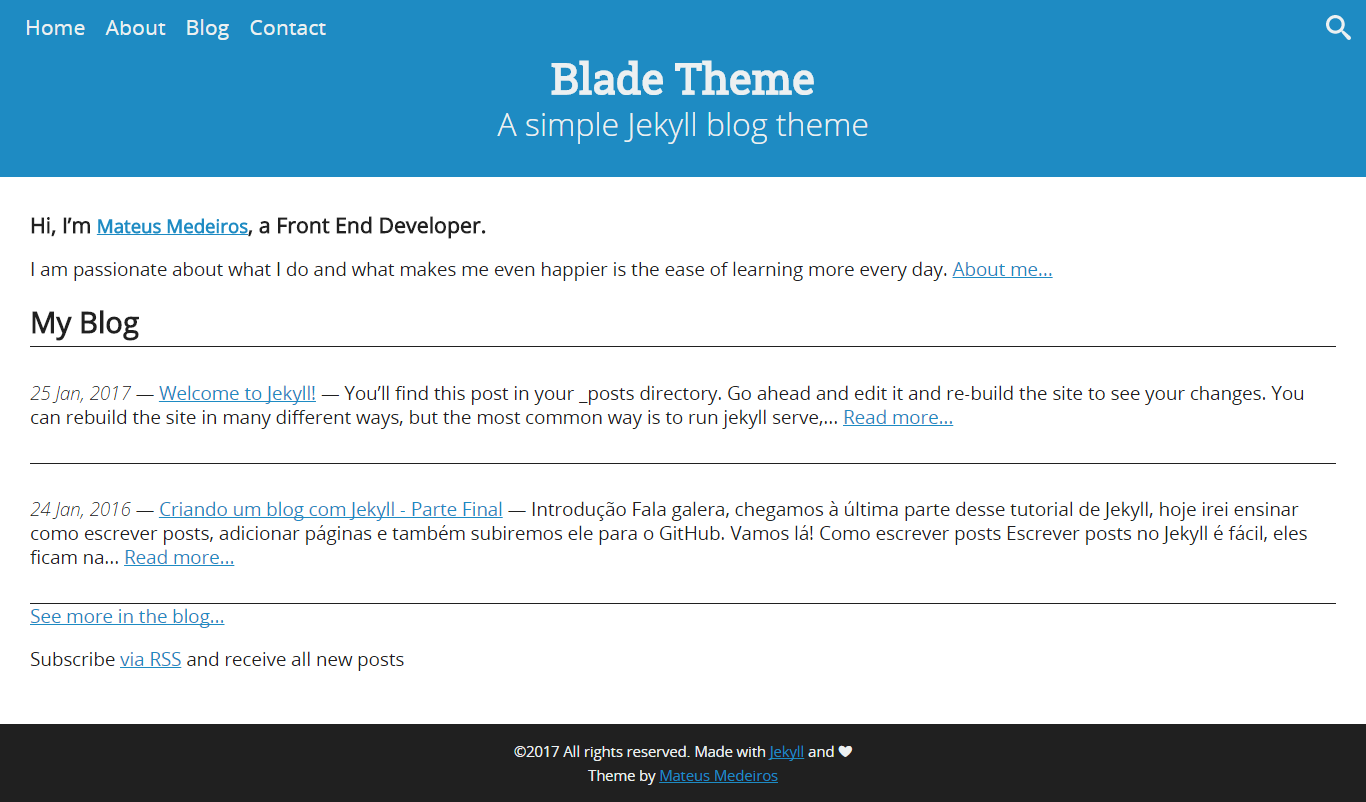 Home About Blog Contact
Blade Theme
A simple Jekyll blog theme
Hi, I’m Mateus Medeiros, a Front End Developer.
I am passionate about what I do and what makes me even happier is the ease of learning more every day. About me...
My Blog
25 Jan, 2017 — Welcome to Jekyll! — You’ll find this post in your _posts directory. Go ahead and edit it and re-build the site to see your changes. You
can rebuild the site in many different ways, but the most common way is to run jekyll serve,... Read more...
24 Jan, 2016 — Criando um blog com Jekyll - Parte Final — Introdução Fala galera, chegamos à última parte desse tutorial de Jekyll, hoje irei ensinar
como escrever posts, adicionar páginas e também subiremos ele para o GitHub. Vamos lá! Como escrever posts Escrever posts no Jekyll é fácil, eles
ficam na... Read more...
See more in the blog...
Subscribe via RSS and receive all new posts
©2017 All rights reserved. Made with Jekyll and ♥
Theme by Mateus Medeiros